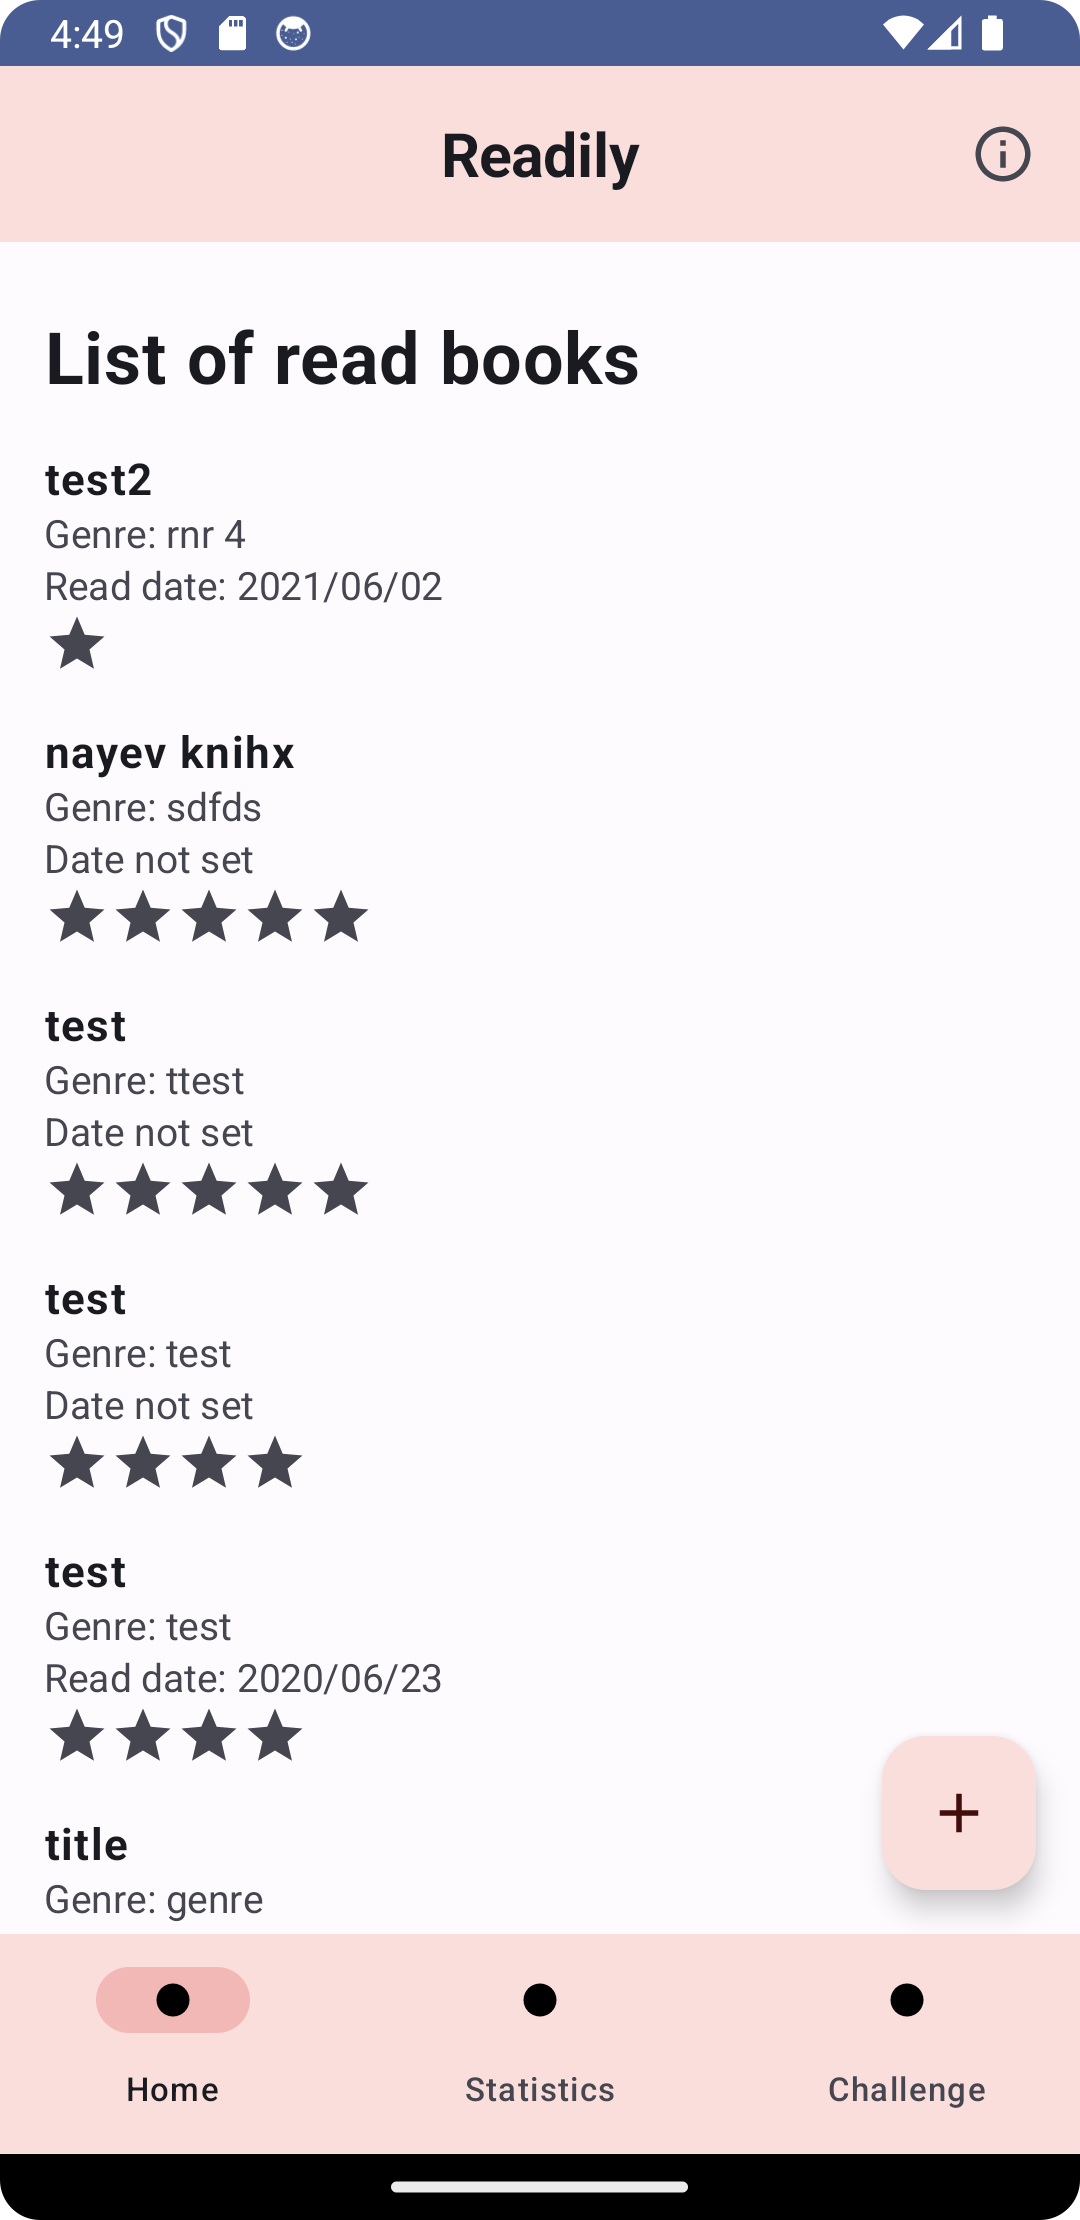 4:49
Readily
List of read books
test2
Genre: rnr 4
Read date: 2021/06/02
nayev knihx
Genre: sdfds
Date not set
test
Genre: ttest
Date not set
test
Genre: test
Date not set
test
Genre: test
Read date: 2020/06/23
title
Genre: genre
Home
Statistics
Challenge